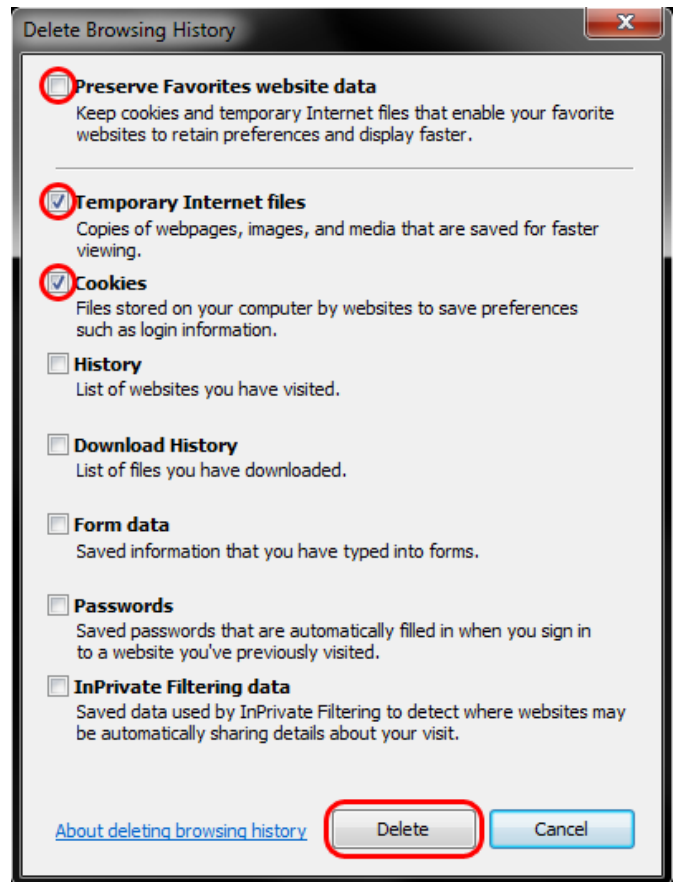 Delete Browsing History
Preserve Favorites website data
Keep cookies and temporary Internet files that enable your favorite
websites to retain preferences and display faster.
Temporary Internet files
Copies of webpages, images, and media that are saved for faster
viewing.
Cookies
Files stored on your computer by websites to save preferences
such as login information.
History
List of websites you have visited.
Download History
List of files you have downloaded.
Form data
Saved information that you have typed into forms.
Passwords
Saved passwords that are automatically filled in when you sign in
to a website you've previously visited.
InPrivate Filtering data
Saved data used by InPrivate Filtering to detect where websites may
be automatically sharing details about your visit.
About deleting browsing history Delete Cancel